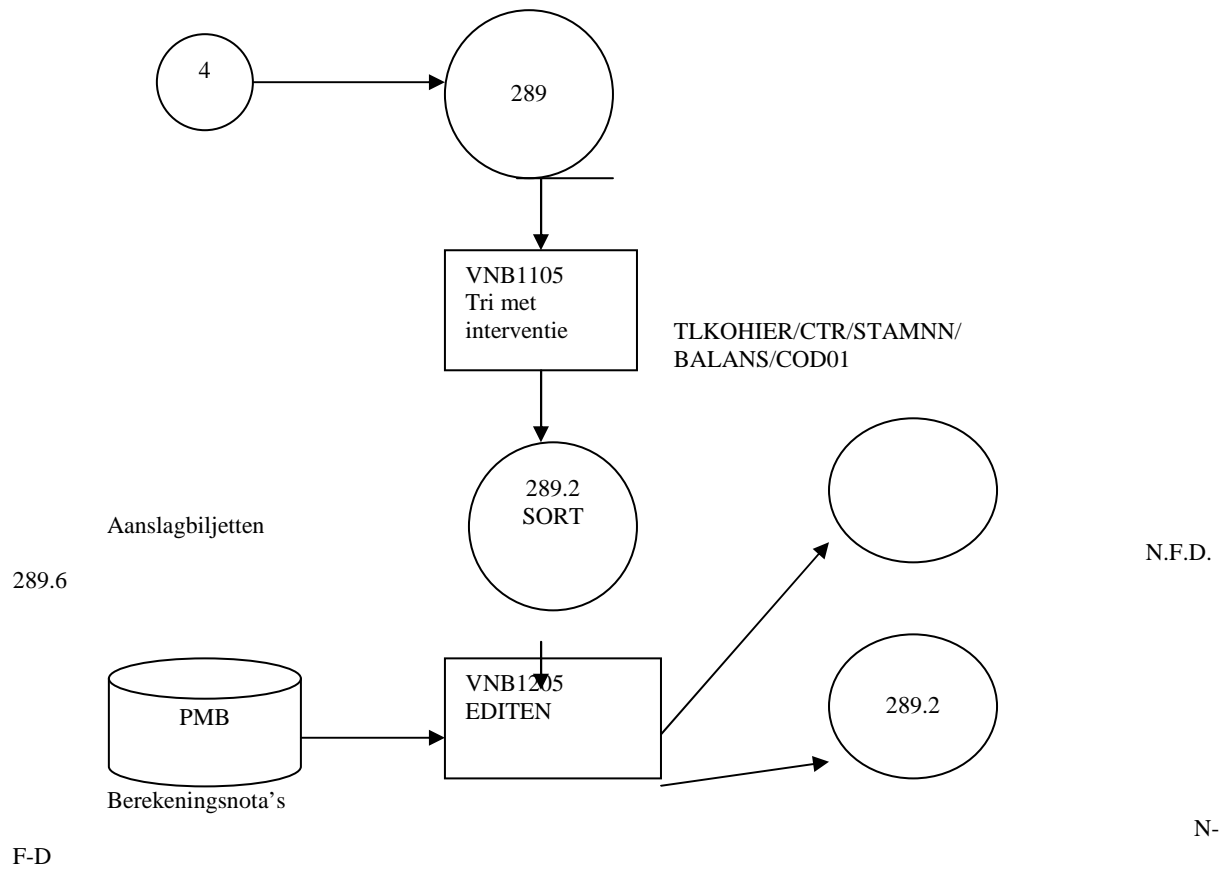 4
289
VNB1105
Tri met
interventie
TLKOHIER/CTR/STAMNN/
BALANS/COD01
289.2
SORT
Aanslagbiljetten
N.F.D.
289.6
VNB1205
EDITEN
PMB
289.2
Berekeningsnota's
N-
F-D